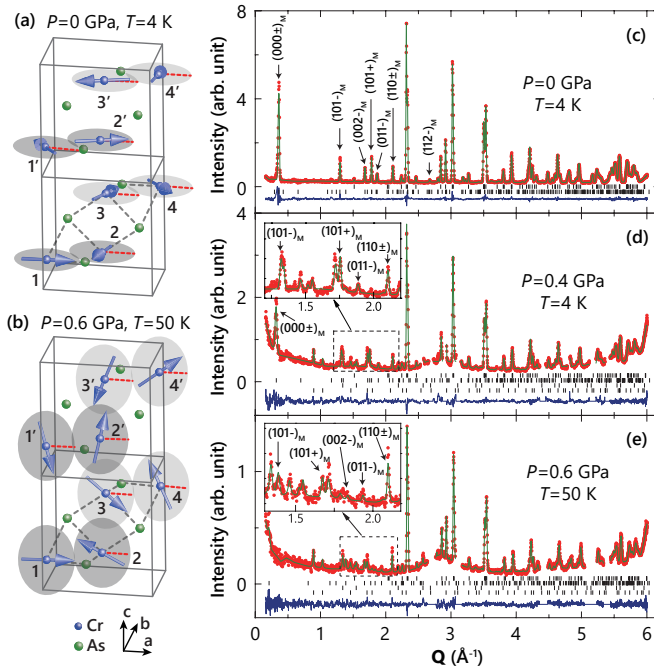 (a) P=0 GPa, T=4 K
3′
4′
2′
1′
3
4
2
1
(b) P=0.6 GPa, T=50 K
3′
4′
1′
2′
3
4
1
2
Cr
As
c
b
a
Intensity (arb. unit)
8
4
0
(000±)M
(101-)M
(002-)M
(101+)M
(011-)M
(110±)M
(112-)M
(c)
P=0 GPa
T=4 K
Intensity (arb. unit)
4
2
0
(101-)M
(101+)M
(011-)M
(110±)M
1.5
2.0
(000±)M
(d)
P=0.4 GPa
T=4 K
Intensity (arb. unit)
1
0
(101-)M
(101+)M
(002-)M
(011-)M
(110±)M
1.5
2.0
(e)
P=0.6 GPa
T=50 K
0 1 2 3 4 5 6
Q (Å⁻¹)